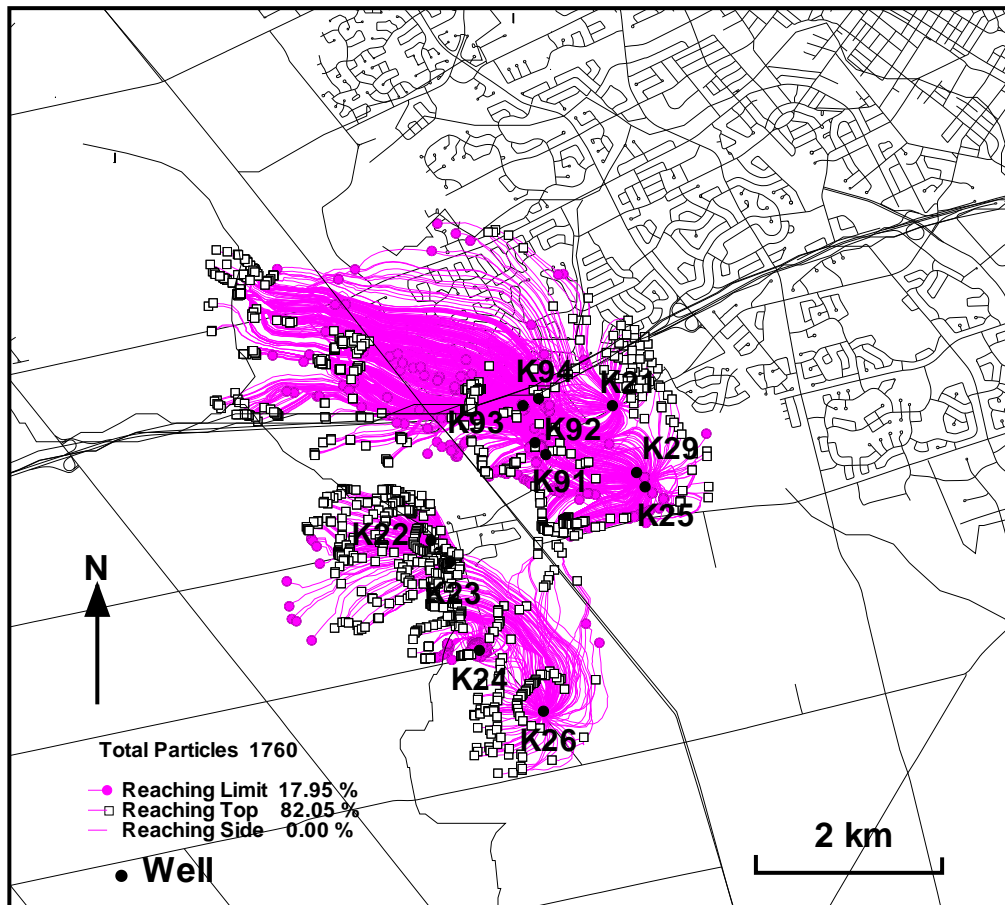 K94
K21
K93
K92
K29
K91
K25
K22
N
K23
K24
K26
Total Particles 1760
Reaching Limit 17.95 %
Reaching Top 82.05 %
Reaching Side 0.00 %
2 km
Well